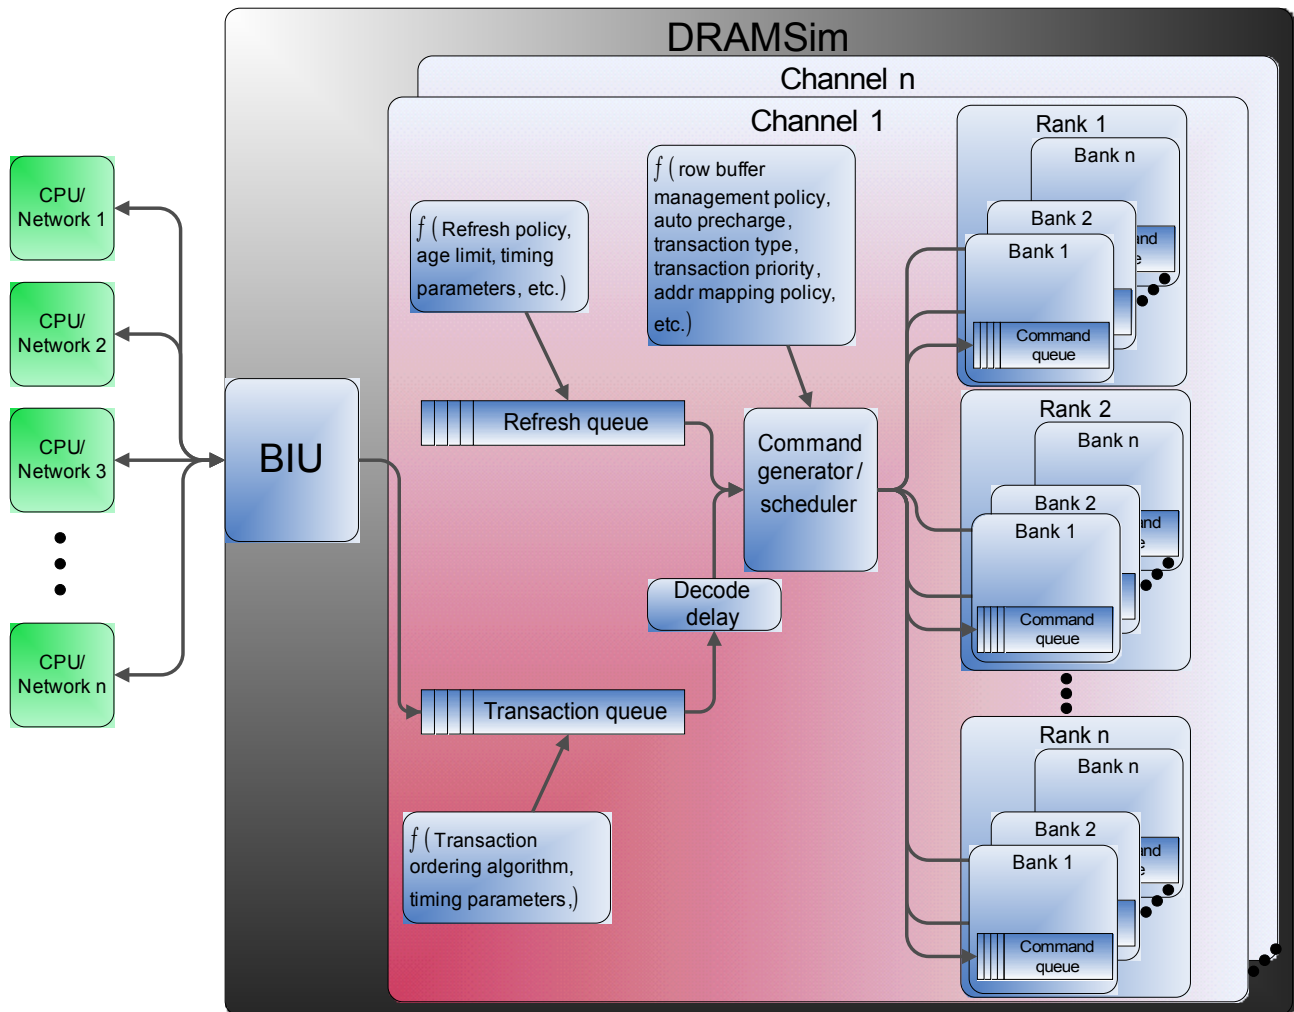 DRAMSim
Channel n
Channel 1
CPU/
Network 1
CPU/
Network 2
CPU/
Network 3
CPU/
Network n
BIU
f ( Refresh policy,
age limit, timing
parameters, etc.)
Refresh queue
f ( row buffer
management policy,
auto precharge,
transaction type,
transaction priority,
addr mapping policy,
etc.)
Command
generator /
scheduler
Decode
delay
Transaction queue
f ( Transaction
ordering algorithm,
timing parameters,)
Rank 1
Bank n
Bank 2
Bank 1
Command
queue
Rank 2
Bank n
Bank 2
Bank 1
Command
queue
Rank n
Bank n
Bank 2
Bank 1
Command
queue